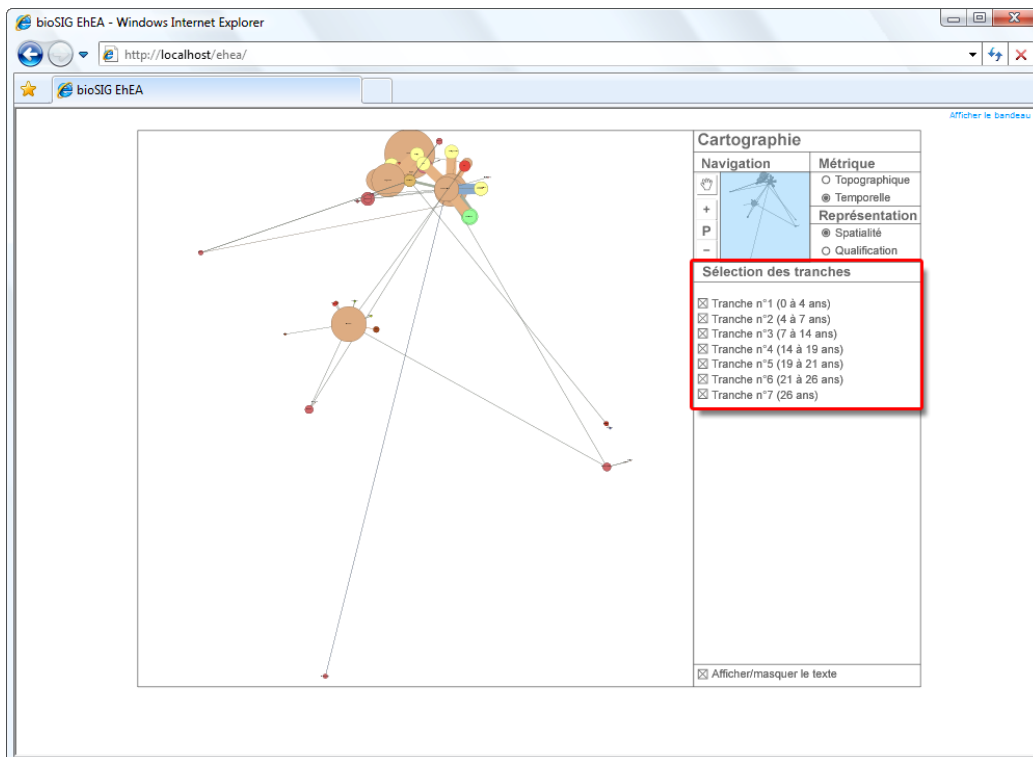 bioSIG EhEA - Windows Internet Explorer
http://localhost/ehea/
bioSIG EhEA
Afficher le bandeau
Cartographie
Navigation
Métrique
Topographique
Temporelle
Représentation
Spatialité
Qualification
+
P
-
Sélection des tranches
Tranche n°1 (0 à 4 ans)
Tranche n°2 (4 à 7 ans)
Tranche n°3 (7 à 14 ans)
Tranche n°4 (14 à 19 ans)
Tranche n°5 (19 à 21 ans)
Tranche n°6 (21 à 26 ans)
Tranche n°7 (26 ans)
Afficher/masquer le texte